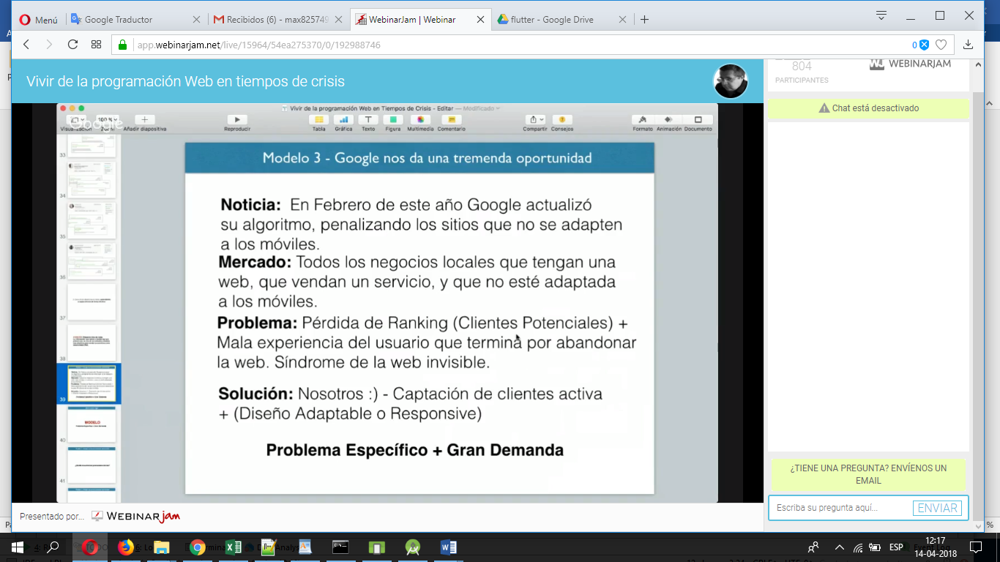 Menú
Google Traductor
Recibidos (6) - max825749
WebinarJam | Webinar
flutter - Google Drive
app.webinarjam.net/live/15964/54ea275370/0/192988746
0
Vivir de la programación Web en tiempos de crisis
804
PARTICIPANTES
WEBINARJAM
Chat está desactivado
Vivir de la programación Web en Tiempos de Crisis - Editar — Modificado
100 %
Google
Añadir diapositiva
Reproducir
Tabla
Gráfica
Texto
Figura
Multimedia
Comentario
Compartir
Consejos
Formato
Animación
Documento
33
34
35
36
37
38
39
40
MODELO
41
Modelo 3 - Google nos da una tremenda oportunidad
Noticia: En Febrero de este año Google actualizó
su algoritmo, penalizando los sitios que no se adapten
a los móviles.
Mercado: Todos los negocios locales que tengan una
web, que vendan un servicio, y que no esté adaptada
a los móviles.
Problema: Pérdida de Ranking (Clientes Potenciales) +
Mala experiencia del usuario que termina por abandonar
la web. Síndrome de la web invisible.
Solución: Nosotros :) - Captación de clientes activa
+ (Diseño Adaptable o Responsive)
Problema Específico + Gran Demanda
¿TIENE UNA PREGUNTA? ENVÍENOS UN
EMAIL
Escriba su pregunta aquí...
ENVIAR
Presentado por...
WEBINARjam
%
ESP
12:17
14-04-2018